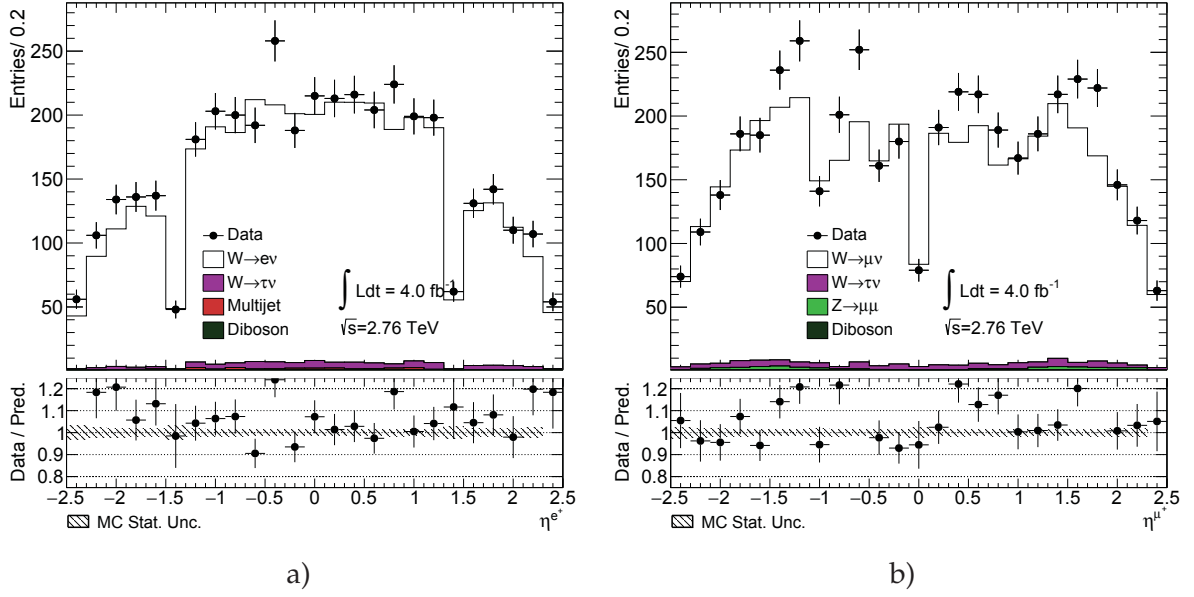 Entries/ 0.2
250
200
150
100
50
Data
W→eν
W→τν
Multijet
Diboson
∫ Ldt = 4.0 fb⁻¹
√s=2.76 TeV
Data / Pred.
1.2
1.1
1
0.9
0.8
−2.5 −2 −1.5 −1 −0.5 0 0.5 1 1.5 2 2.5
MC Stat. Unc.
η^{e⁺}
a)
Entries/ 0.2
250
200
150
100
50
Data
W→μν
W→τν
Z→μμ
Diboson
∫ Ldt = 4.0 fb⁻¹
√s=2.76 TeV
Data / Pred.
1.2
1.1
1
0.9
0.8
−2.5 −2 −1.5 −1 −0.5 0 0.5 1 1.5 2 2.5
MC Stat. Unc.
η^{μ⁺}
b)